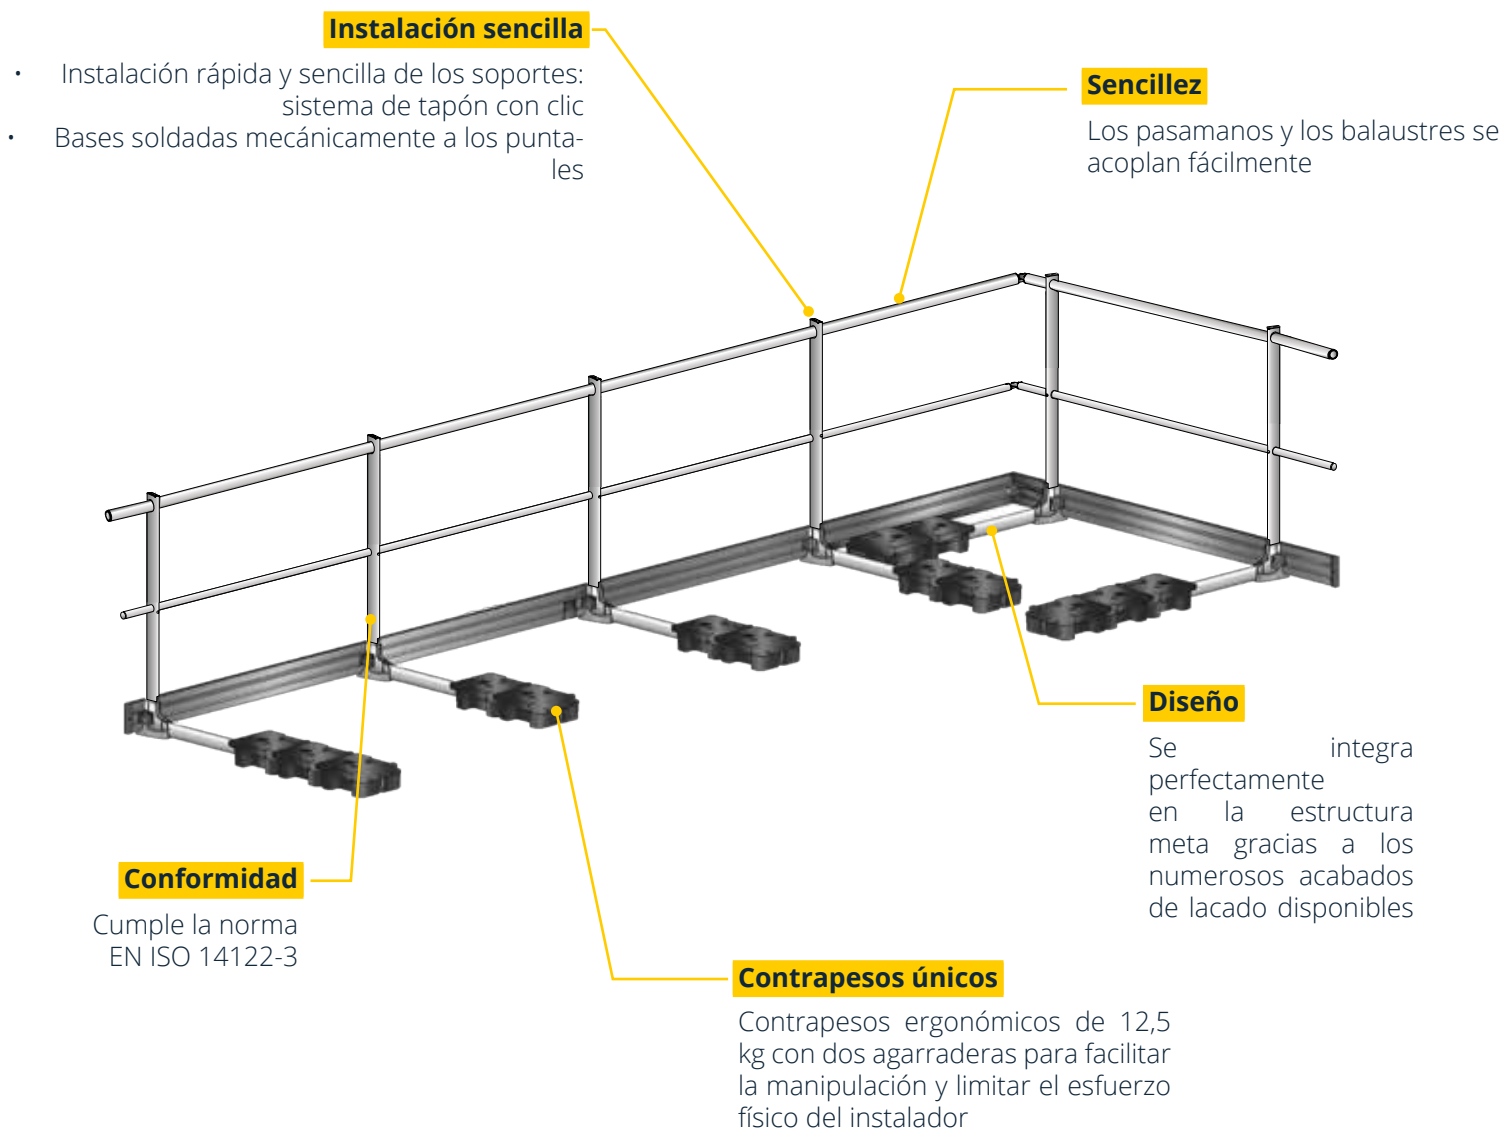 Instalación sencilla
• Instalación rápida y sencilla de los soportes:
sistema de tapón con clic
• Bases soldadas mecánicamente a los punta-
les
Sencillez
Los pasamanos y los balaustres se
acoplan fácilmente
Diseño
Se integra
perfectamente
en la estructura
meta gracias a los
numerosos acabados
de lacado disponibles
Conformidad
Cumple la norma
EN ISO 14122-3
Contrapesos únicos
Contrapesos ergonómicos de 12,5
kg con dos agarraderas para facilitar
la manipulación y limitar el esfuerzo
físico del instalador